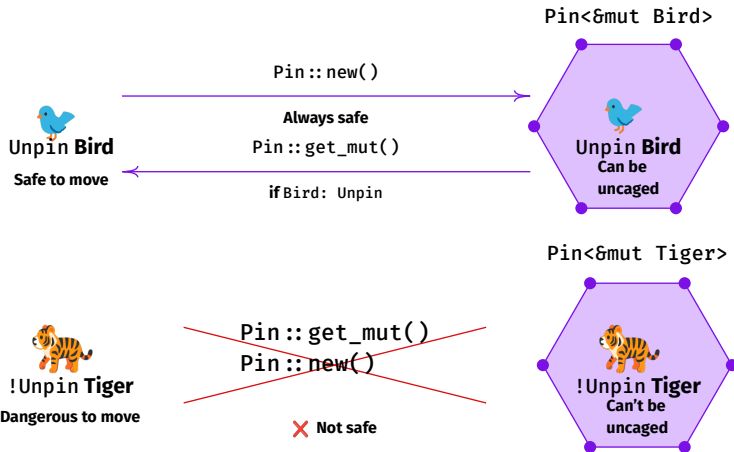 Pin<&mut Bird>
Pin::new()
Always safe
Pin::get_mut()
if Bird: Unpin
Unpin Bird
Safe to move
Unpin Bird
Can be
uncaged
Pin<&mut Tiger>
Pin::get_mut()
Pin::new()
Not safe
!Unpin Tiger
Dangerous to move
!Unpin Tiger
Can't be
uncaged